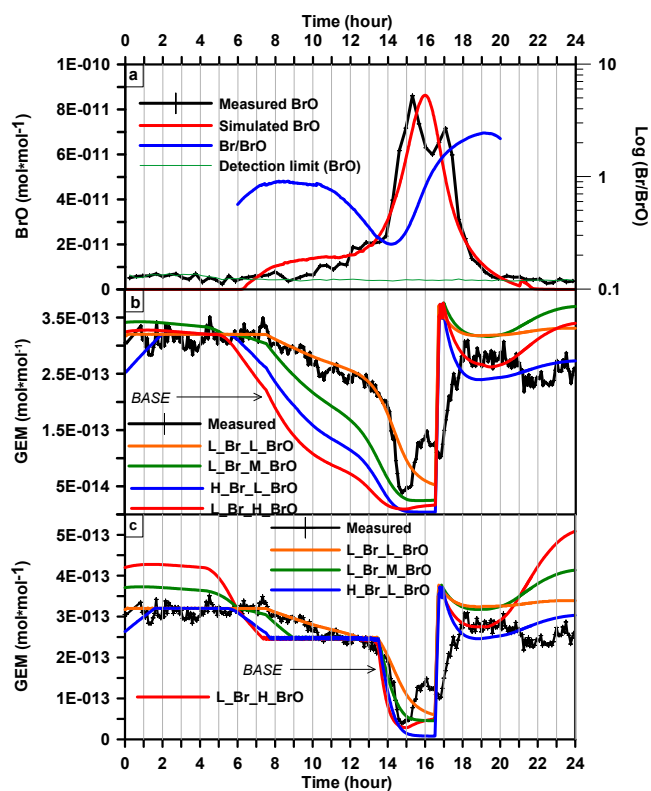 Time (hour)
0 2 4 6 8 10 12 14 16 18 20 22 24
a
1E-010
8E-011
6E-011
4E-011
2E-011
0
BrO (mol*mol-1)
Measured BrO
Simulated BrO
Br/BrO
Detection limit (BrO)
10
1
0.1
Log (Br/BrO)
b
3.5E-013
2.5E-013
1.5E-013
5E-014
GEM (mol*mol-1)
BASE
Measured
L_Br_L_BrO
L_Br_M_BrO
H_Br_L_BrO
L_Br_H_BrO
c
5E-013
4E-013
3E-013
2E-013
1E-013
0
GEM (mol*mol-1)
Measured
L_Br_L_BrO
L_Br_M_BrO
H_Br_L_BrO
BASE
L_Br_H_BrO
0 2 4 6 8 10 12 14 16 18 20 22 24
Time (hour)